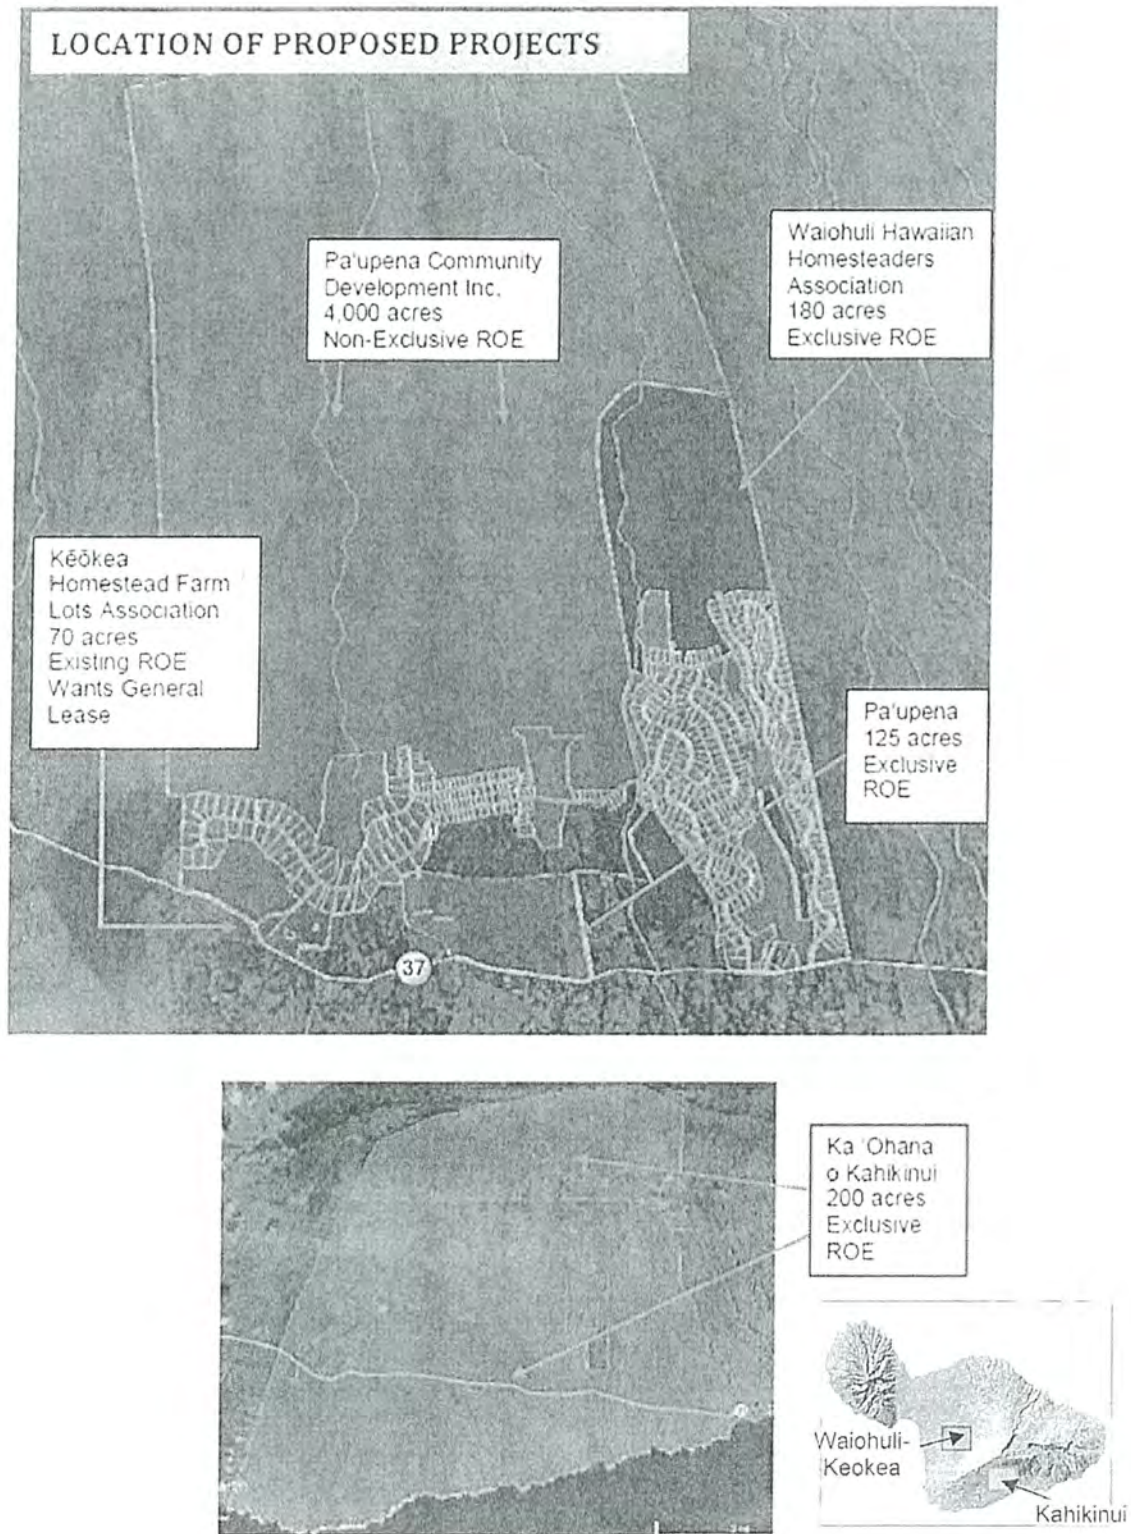 LOCATION OF PROPOSED PROJECTS
Pa'upena Community
Development Inc.
4,000 acres
Non-Exclusive ROE
Waiohuli Hawaiian
Homesteaders
Association
180 acres
Exclusive ROE
Kēōkea
Homestead Farm
Lots Association
70 acres
Existing ROE
Wants General
Lease
Pa'upena
125 acres
Exclusive
ROE
37
Ka 'Ohana
o Kahikinui
200 acres
Exclusive
ROE
Waiohuli-
Keokea
Kahikinui